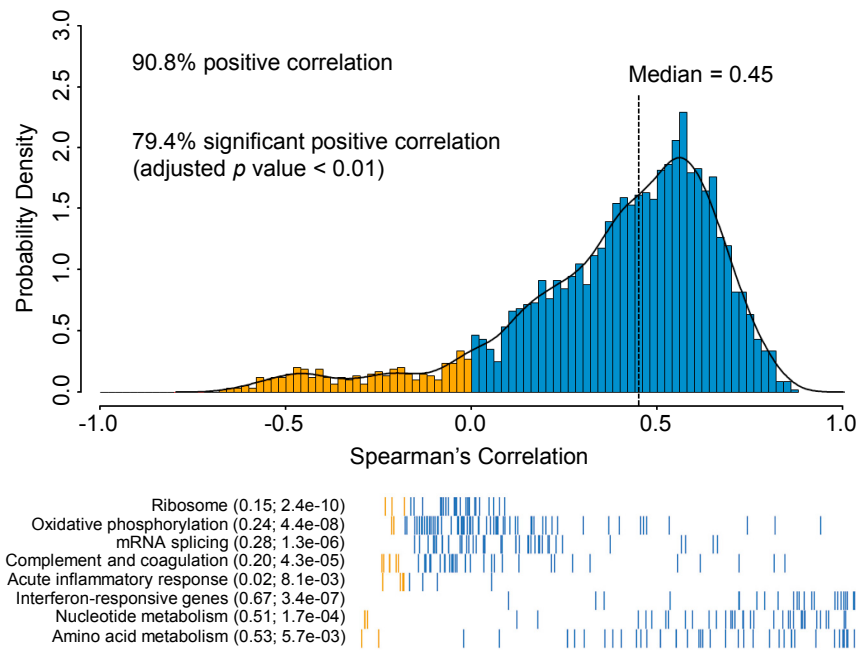 3.0
2.5
2.0
1.5
1.0
0.5
0.0
Probability Density
90.8% positive correlation
79.4% significant positive correlation
(adjusted p value < 0.01)
Median = 0.45
-1.0 -0.5 0.0 0.5 1.0
Spearman's Correlation
Ribosome (0.15; 2.4e-10)
Oxidative phosphorylation (0.24; 4.4e-08)
mRNA splicing (0.28; 1.3e-06)
Complement and coagulation (0.20; 4.3e-05)
Acute inflammatory response (0.02; 8.1e-03)
Interferon-responsive genes (0.67; 3.4e-07)
Nucleotide metabolism (0.51; 1.7e-04)
Amino acid metabolism (0.53; 5.7e-03)